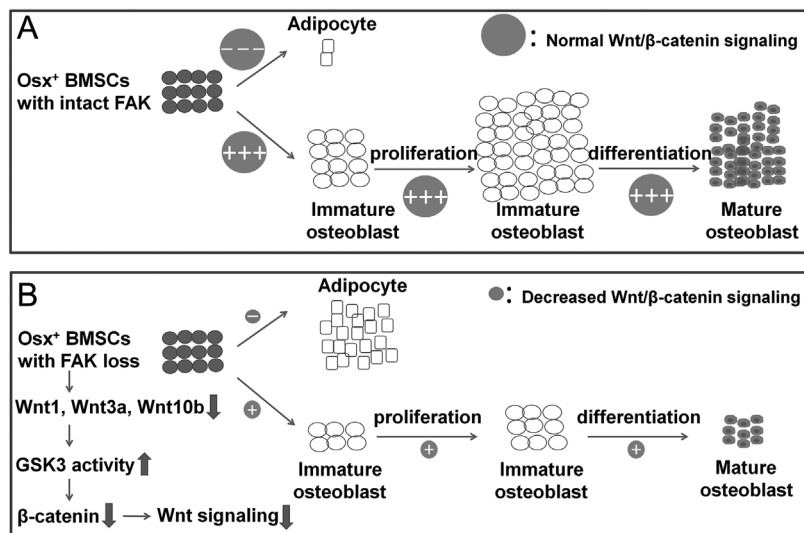 A
Adipocyte
− − −
: Normal Wnt/β-catenin signaling
Osx⁺ BMSCs
with intact FAK
+++
proliferation
+++
differentiation
+++
Immature
osteoblast
Immature
osteoblast
Mature
osteoblast
B
Adipocyte
: Decreased Wnt/β-catenin signaling
−
Osx⁺ BMSCs
with FAK loss
Wnt1, Wnt3a, Wnt10b
+
GSK3 activity
β-catenin
Wnt signaling
proliferation
+
differentiation
+
Immature
osteoblast
Immature
osteoblast
Mature
osteoblast